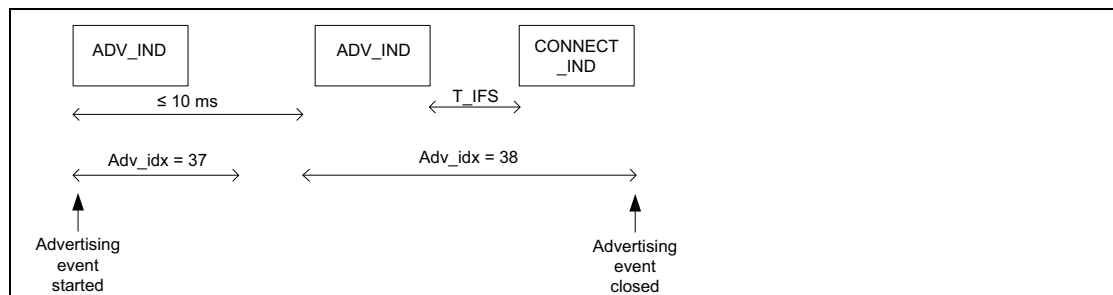 ADV_IND
ADV_IND
CONNECT
_IND
≤ 10 ms
T_IFS
Adv_idx = 37
Adv_idx = 38
Advertising
event
started
Advertising
event
closed